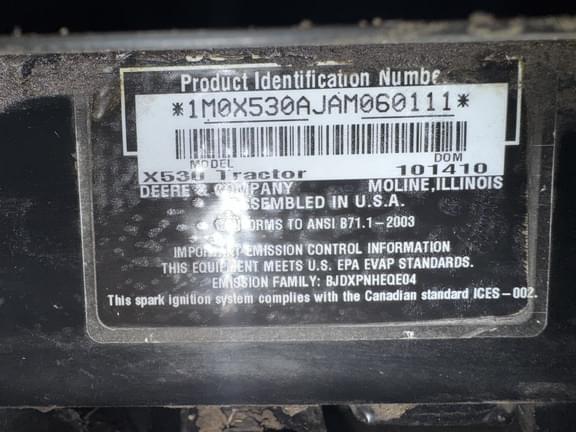 Product Identification Number
*1M0X530AJAM060111*
MODEL DOM
X530 Tractor 101410
DEERE & COMPANY MOLINE, ILLINOIS
ASSEMBLED IN U.S.A.
CONFORMS TO ANSI B71.1-2003
IMPORTANT EMISSION CONTROL INFORMATION
THIS EQUIPMENT MEETS U.S. EPA EVAP STANDARDS.
EMISSION FAMILY: BJDXPNHEQE04
This spark ignition system complies with the Canadian standard ICES-002.